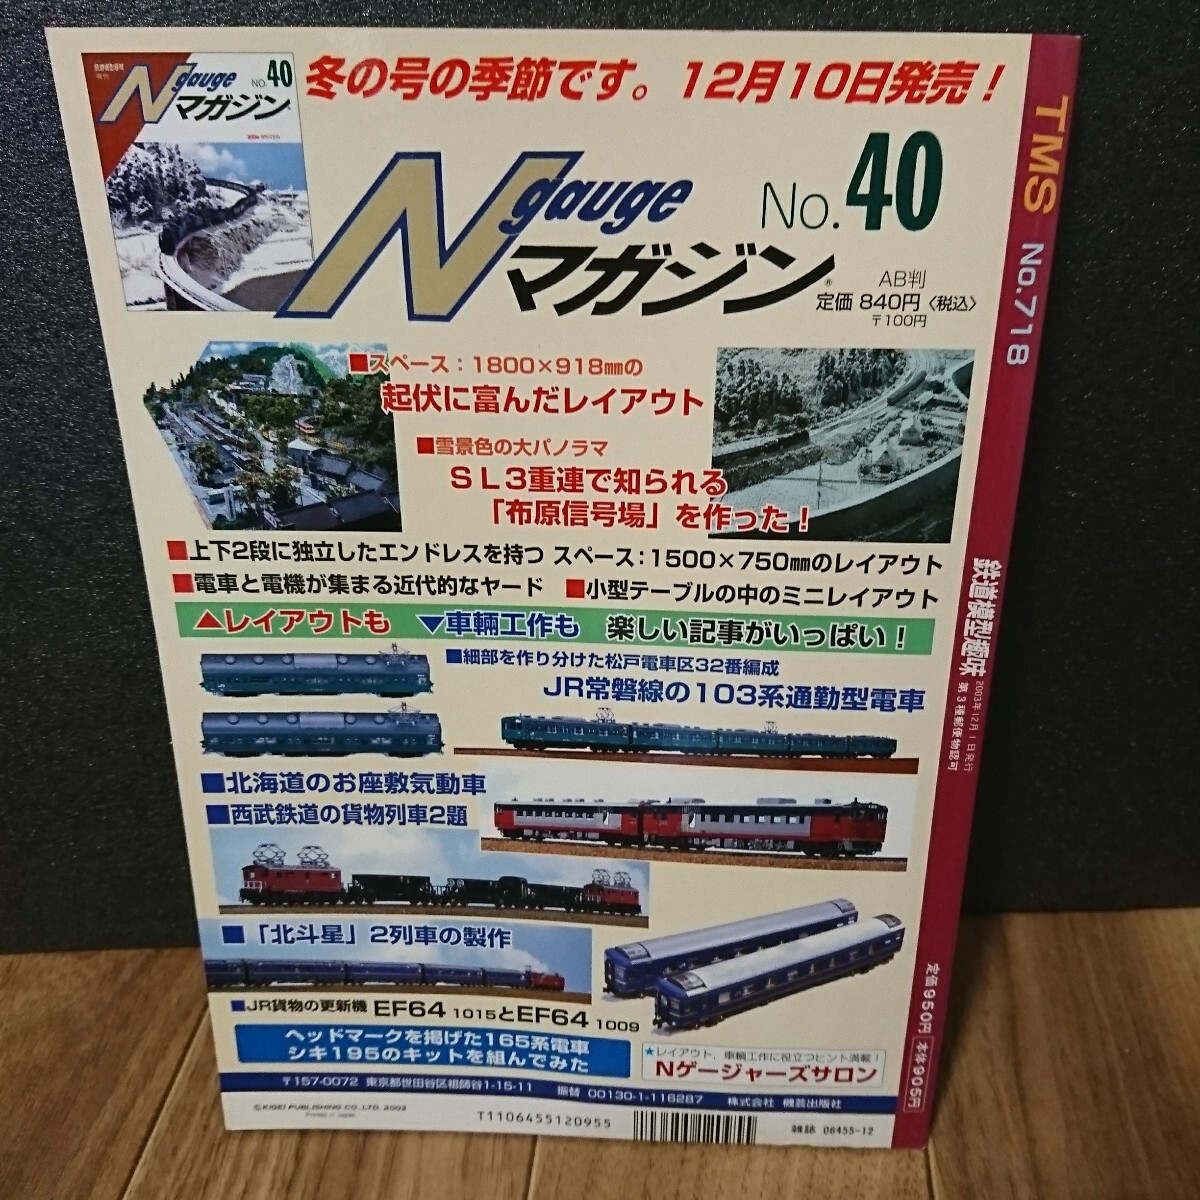 N gauge
No.40
マガジン
冬の号の季節です。12月10日発売！
N gauge
マガジン®
No.40
AB判
定価 840円〈税込〉
〒100円
■スペース：1800×918㎜の
起伏に富んだレイアウト
■雪景色の大パノラマ
ＳＬ3重連で知られる
「布原信号場」を作った！
■上下2段に独立したエンドレスを持つ スペース：1500×750㎜のレイアウト
■電車と電機が集まる近代的なヤード ■小型テーブルの中のミニレイアウト
▲レイアウトも ▼車輛工作も 楽しい記事がいっぱい！
■細部を作り分けた松戸電車区32番編成
JR常磐線の103系通勤型電車
■北海道のお座敷気動車
■西武鉄道の貨物列車2題
■「北斗星」2列車の製作
■JR貨物の更新機 EF64 1015とEF64 1009
ヘッドマークを掲げた165系電車
シキ195のキットを組んでみた
★レイアウト、車輛工作に役立つヒント満載！
Nゲージャーズサロン
〒157-0072 東京都世田谷区祖師谷1-15-11 振替 00130-1-116287 株式会社 機芸出版社
©KIGEI PUBLISHING CO.,LTD. 2003
Printed in Japan
T1106455120955
雑誌 06455-12
TMS No.718
鉄道模型趣味
2003年12月1日発行
第3種郵便物認可
定価950円 本体905円